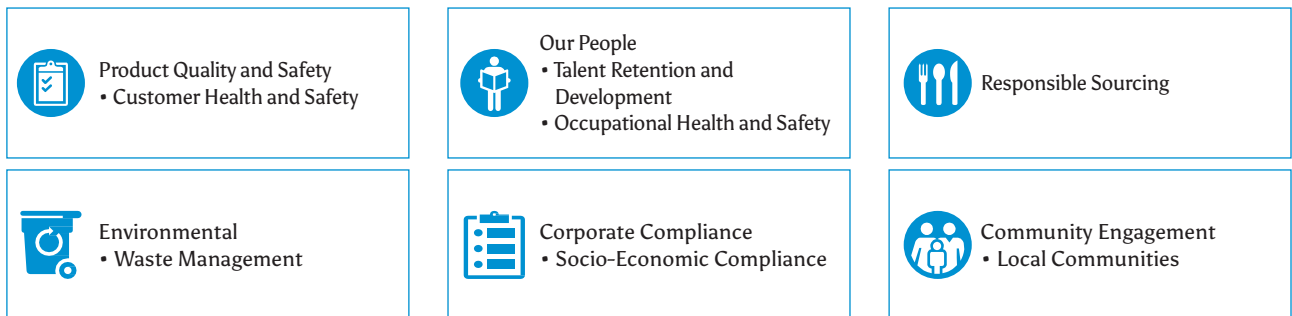 Product Quality and Safety
• Customer Health and Safety
Our People
• Talent Retention and
Development
• Occupational Health and Safety
Responsible Sourcing
Environmental
• Waste Management
Corporate Compliance
• Socio-Economic Compliance
Community Engagement
• Local Communities